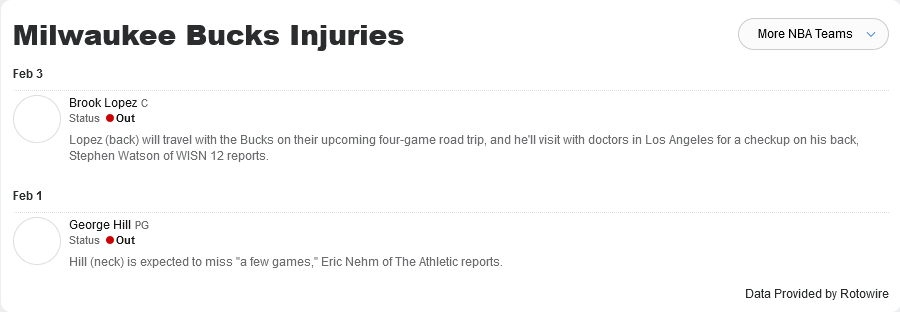 Milwaukee Bucks Injuries
More NBA Teams
Feb 3
Brook Lopez C
Status Out
Lopez (back) will travel with the Bucks on their upcoming four-game road trip, and he'll visit with doctors in Los Angeles for a checkup on his back,
Stephen Watson of WISN 12 reports.
Feb 1
George Hill PG
Status Out
Hill (neck) is expected to miss "a few games," Eric Nehm of The Athletic reports.
Data Provided by Rotowire